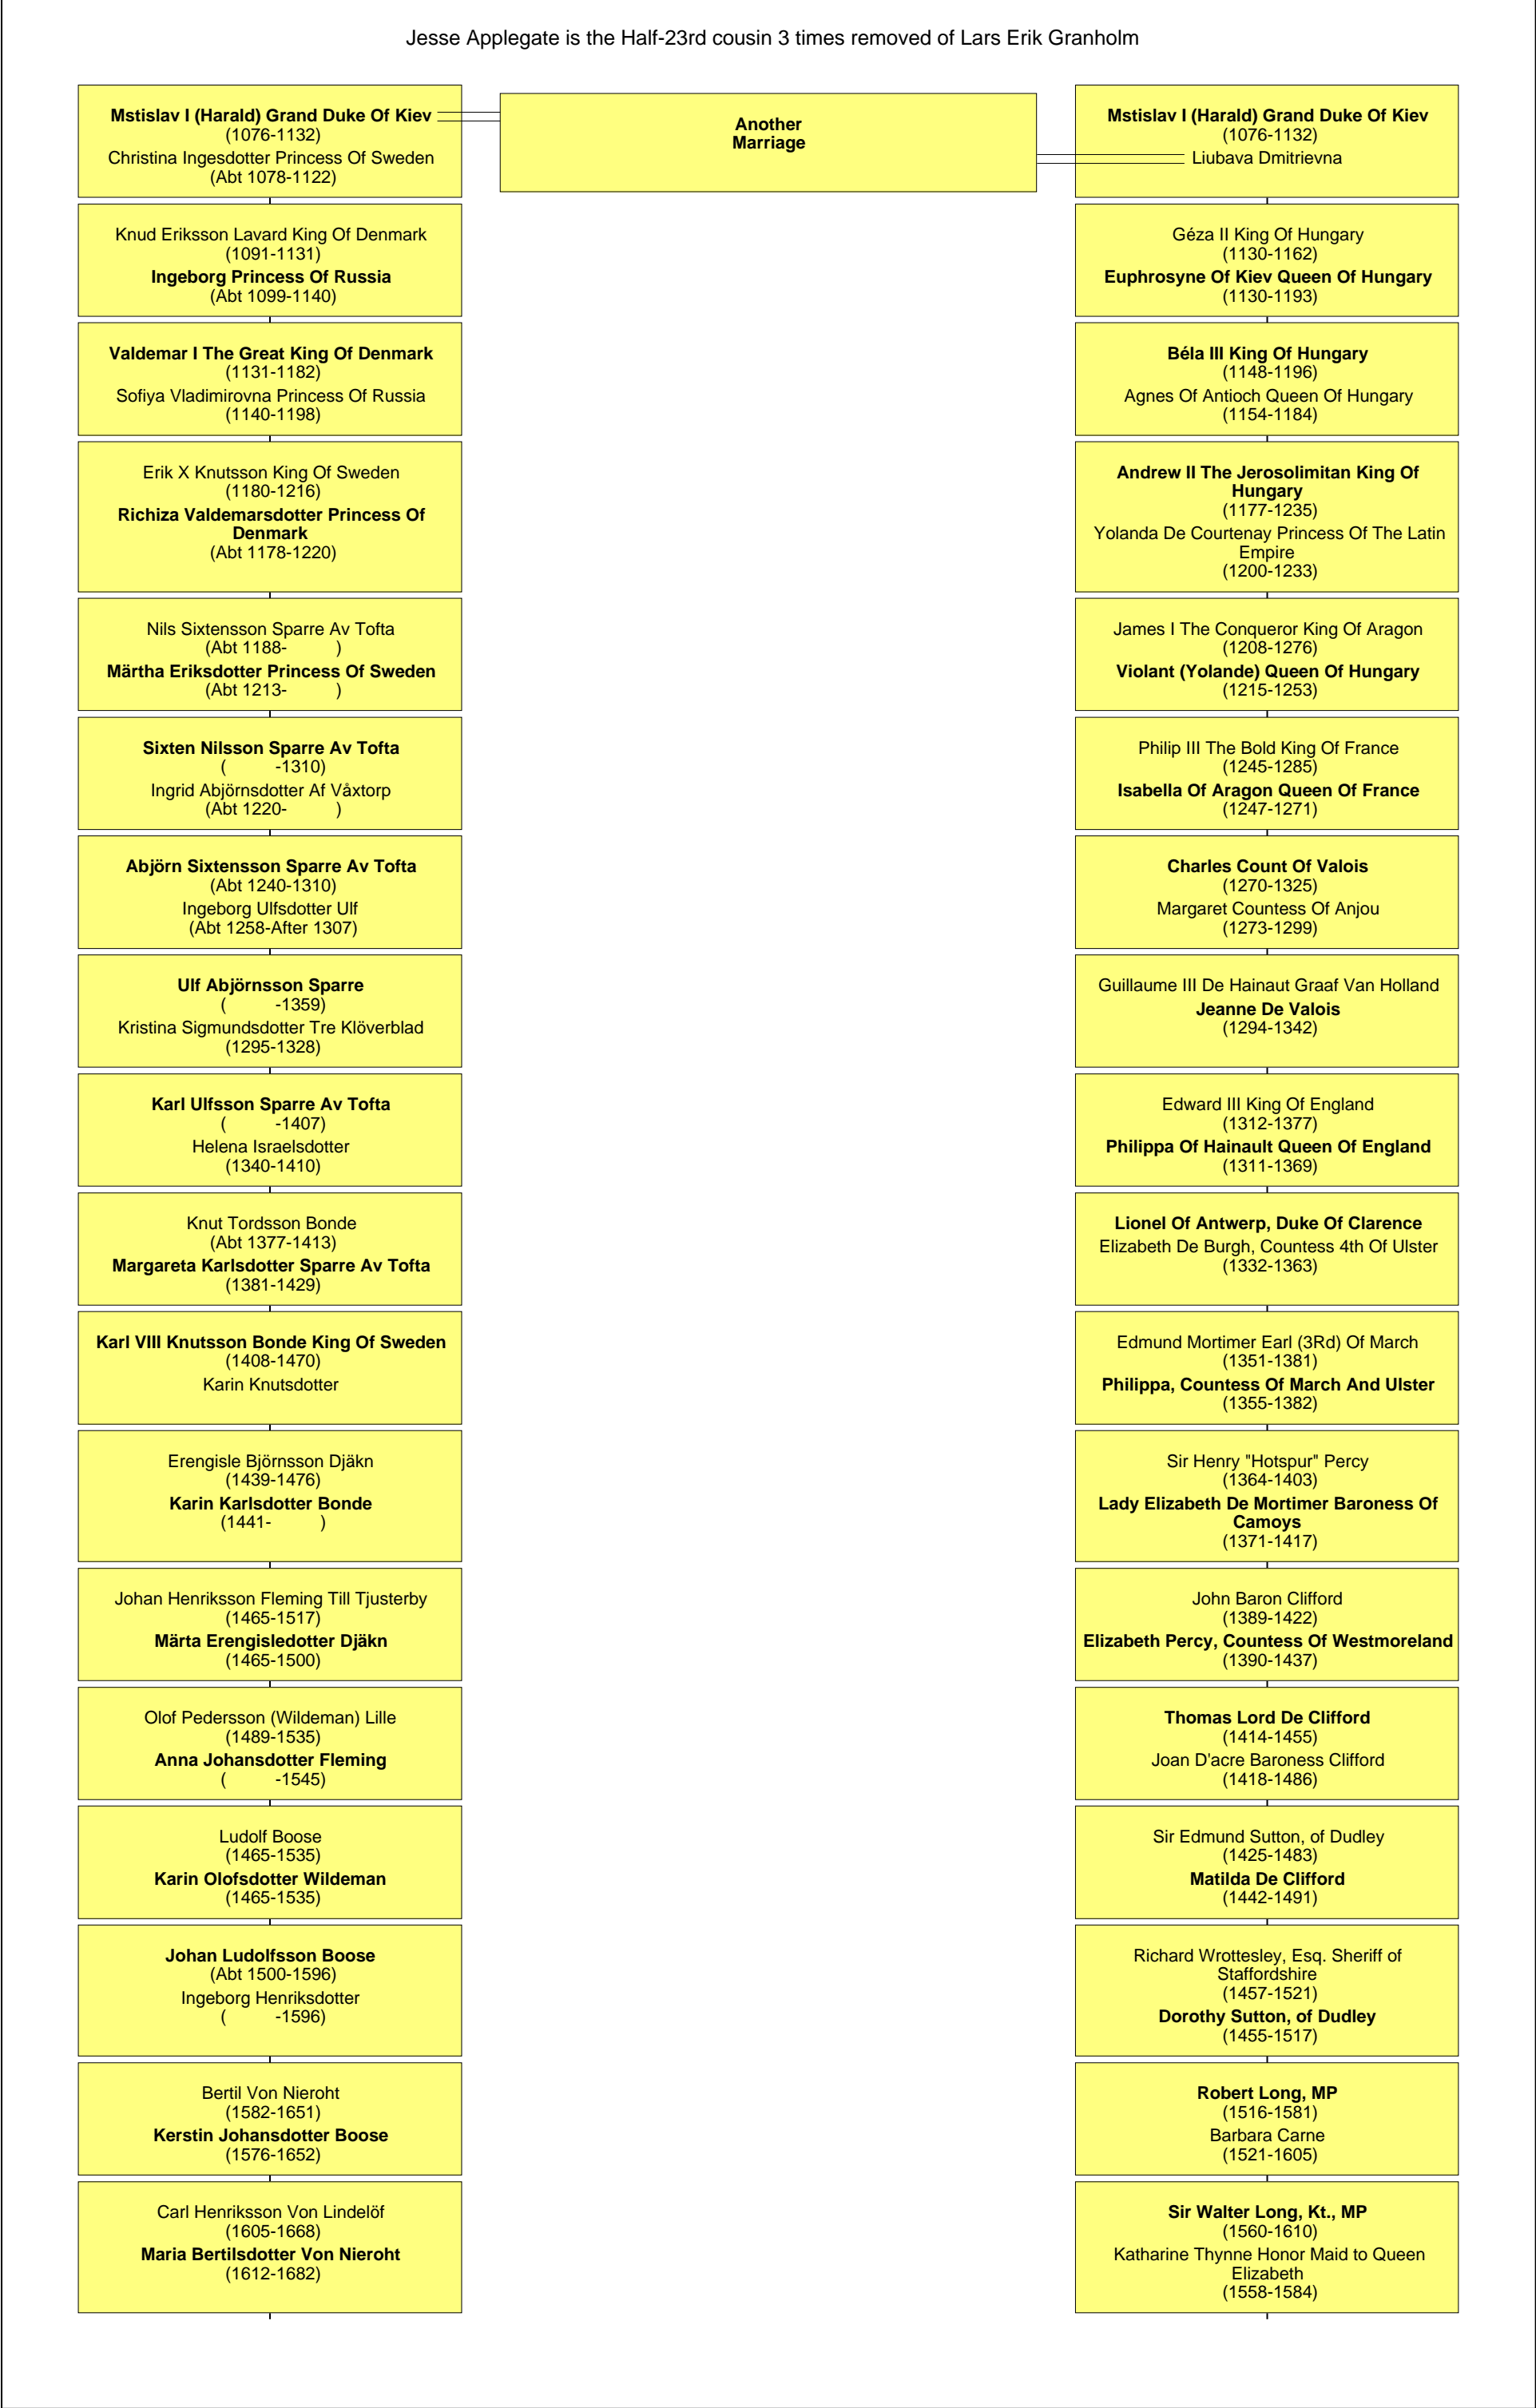 Jesse Applegate is the Half-23rd cousin 3 times removed of Lars Erik Granholm
Mstislav I (Harald) Grand Duke Of Kiev
(1076-1132)
Christina Ingesdotter Princess Of Sweden
(Abt 1078-1122)
Another
Marriage
Mstislav I (Harald) Grand Duke Of Kiev
(1076-1132)
Liubava Dmitrievna
Knud Eriksson Lavard King Of Denmark
(1091-1131)
Ingeborg Princess Of Russia
(Abt 1099-1140)
Géza II King Of Hungary
(1130-1162)
Euphrosyne Of Kiev Queen Of Hungary
(1130-1193)
Valdemar I The Great King Of Denmark
(1131-1182)
Sofiya Vladimirovna Princess Of Russia
(1140-1198)
Béla III King Of Hungary
(1148-1196)
Agnes Of Antioch Queen Of Hungary
(1154-1184)
Erik X Knutsson King Of Sweden
(1180-1216)
Richiza Valdemarsdotter Princess Of
Denmark
(Abt 1178-1220)
Andrew II The Jerosolimitan King Of
Hungary
(1177-1235)
Yolanda De Courtenay Princess Of The Latin
Empire
(1200-1233)
Nils Sixtensson Sparre Av Tofta
(Abt 1188- )
Märtha Eriksdotter Princess Of Sweden
(Abt 1213- )
James I The Conqueror King Of Aragon
(1208-1276)
Violant (Yolande) Queen Of Hungary
(1215-1253)
Sixten Nilsson Sparre Av Tofta
( -1310)
Ingrid Abjörnsdotter Af Våxtorp
(Abt 1220- )
Philip III The Bold King Of France
(1245-1285)
Isabella Of Aragon Queen Of France
(1247-1271)
Abjörn Sixtensson Sparre Av Tofta
(Abt 1240-1310)
Ingeborg Ulfsdotter Ulf
(Abt 1258-After 1307)
Charles Count Of Valois
(1270-1325)
Margaret Countess Of Anjou
(1273-1299)
Ulf Abjörnsson Sparre
( -1359)
Kristina Sigmundsdotter Tre Klöverblad
(1295-1328)
Guillaume III De Hainaut Graaf Van Holland
Jeanne De Valois
(1294-1342)
Karl Ulfsson Sparre Av Tofta
( -1407)
Helena Israelsdotter
(1340-1410)
Edward III King Of England
(1312-1377)
Philippa Of Hainault Queen Of England
(1311-1369)
Knut Tordsson Bonde
(Abt 1377-1413)
Margareta Karlsdotter Sparre Av Tofta
(1381-1429)
Lionel Of Antwerp, Duke Of Clarence
Elizabeth De Burgh, Countess 4th Of Ulster
(1332-1363)
Karl VIII Knutsson Bonde King Of Sweden
(1408-1470)
Karin Knutsdotter
Edmund Mortimer Earl (3Rd) Of March
(1351-1381)
Philippa, Countess Of March And Ulster
(1355-1382)
Erengisle Björnsson Djäkn
(1439-1476)
Karin Karlsdotter Bonde
(1441- )
Sir Henry "Hotspur" Percy
(1364-1403)
Lady Elizabeth De Mortimer Baroness Of
Camoys
(1371-1417)
Johan Henriksson Fleming Till Tjusterby
(1465-1517)
Märta Erengisledotter Djäkn
(1465-1500)
John Baron Clifford
(1389-1422)
Elizabeth Percy, Countess Of Westmoreland
(1390-1437)
Olof Pedersson (Wildeman) Lille
(1489-1535)
Anna Johansdotter Fleming
( -1545)
Thomas Lord De Clifford
(1414-1455)
Joan D'acre Baroness Clifford
(1418-1486)
Ludolf Boose
(1465-1535)
Karin Olofsdotter Wildeman
(1465-1535)
Sir Edmund Sutton, of Dudley
(1425-1483)
Matilda De Clifford
(1442-1491)
Johan Ludolfsson Boose
(Abt 1500-1596)
Ingeborg Henriksdotter
( -1596)
Richard Wrottesley, Esq. Sheriff of
Staffordshire
(1457-1521)
Dorothy Sutton, of Dudley
(1455-1517)
Bertil Von Nieroht
(1582-1651)
Kerstin Johansdotter Boose
(1576-1652)
Robert Long, MP
(1516-1581)
Barbara Carne
(1521-1605)
Carl Henriksson Von Lindelöf
(1605-1668)
Maria Bertilsdotter Von Nieroht
(1612-1682)
Sir Walter Long, Kt., MP
(1560-1610)
Katharine Thynne Honor Maid to Queen
Elizabeth
(1558-1584)